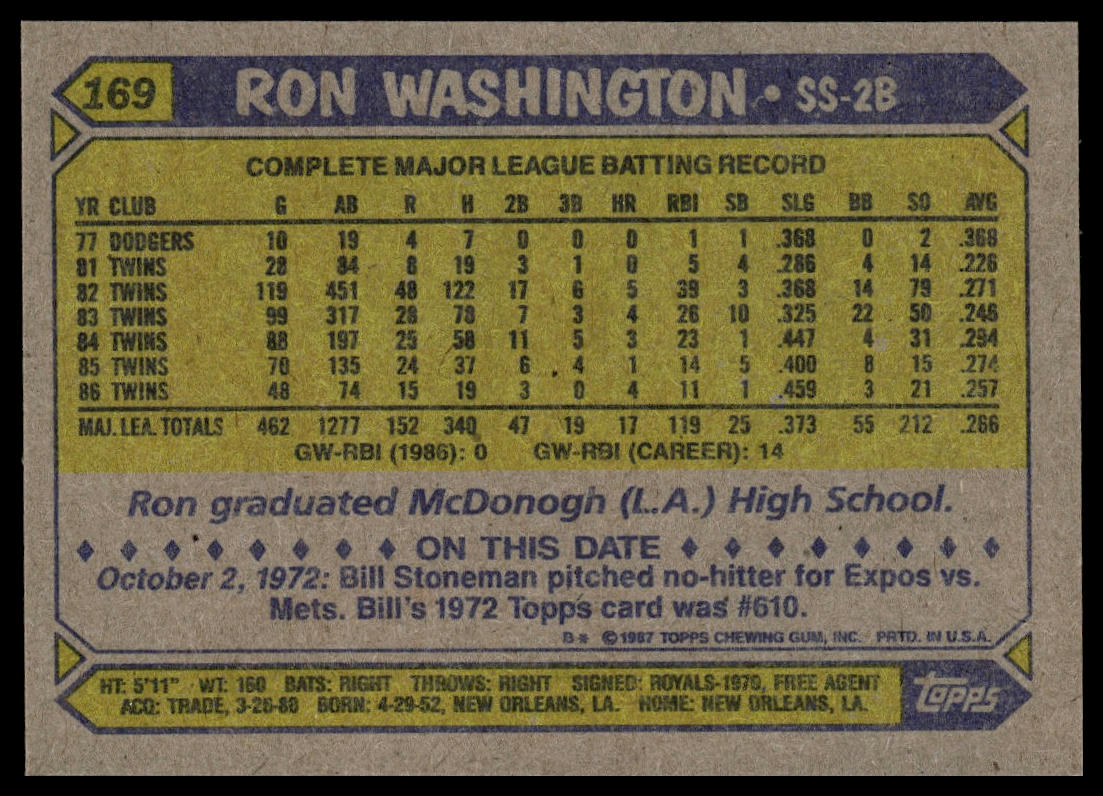 169 RON WASHINGTON • SS-2B
COMPLETE MAJOR LEAGUE BATTING RECORD
YR CLUB G AB R H 2B 3B HR RBI SB SLG BB SO AVG
77 DODGERS 10 19 4 7 0 0 0 1 1 .368 0 2 .368
81 TWINS 28 84 8 19 3 1 0 5 4 .286 4 14 .226
82 TWINS 119 451 48 122 17 6 5 39 3 .368 14 79 .271
83 TWINS 99 317 28 78 7 3 4 26 10 .325 22 50 .246
84 TWINS 88 197 25 58 11 5 3 23 1 .447 4 31 .294
85 TWINS 70 135 24 37 6 4 1 14 5 .400 8 15 .274
86 TWINS 48 74 15 19 3 0 4 11 1 .459 3 21 .257
MAJ. LEA. TOTALS 462 1277 152 340 47 19 17 119 25 .373 55 212 .266
GW-RBI (1986): 0 GW-RBI (CAREER): 14
Ron graduated McDonogh (L.A.) High School.
ON THIS DATE
October 2, 1972: Bill Stoneman pitched no-hitter for Expos vs.
Mets. Bill's 1972 Topps card was #610.
B* ©1987 TOPPS CHEWING GUM, INC. PRTD. IN U.S.A.
HT: 5'11" WT: 160 BATS: RIGHT THROWS: RIGHT SIGNED: ROYALS-1970, FREE AGENT
ACQ: TRADE, 3-26-80 BORN: 4-29-52, NEW ORLEANS, LA. HOME: NEW ORLEANS, LA.
topps